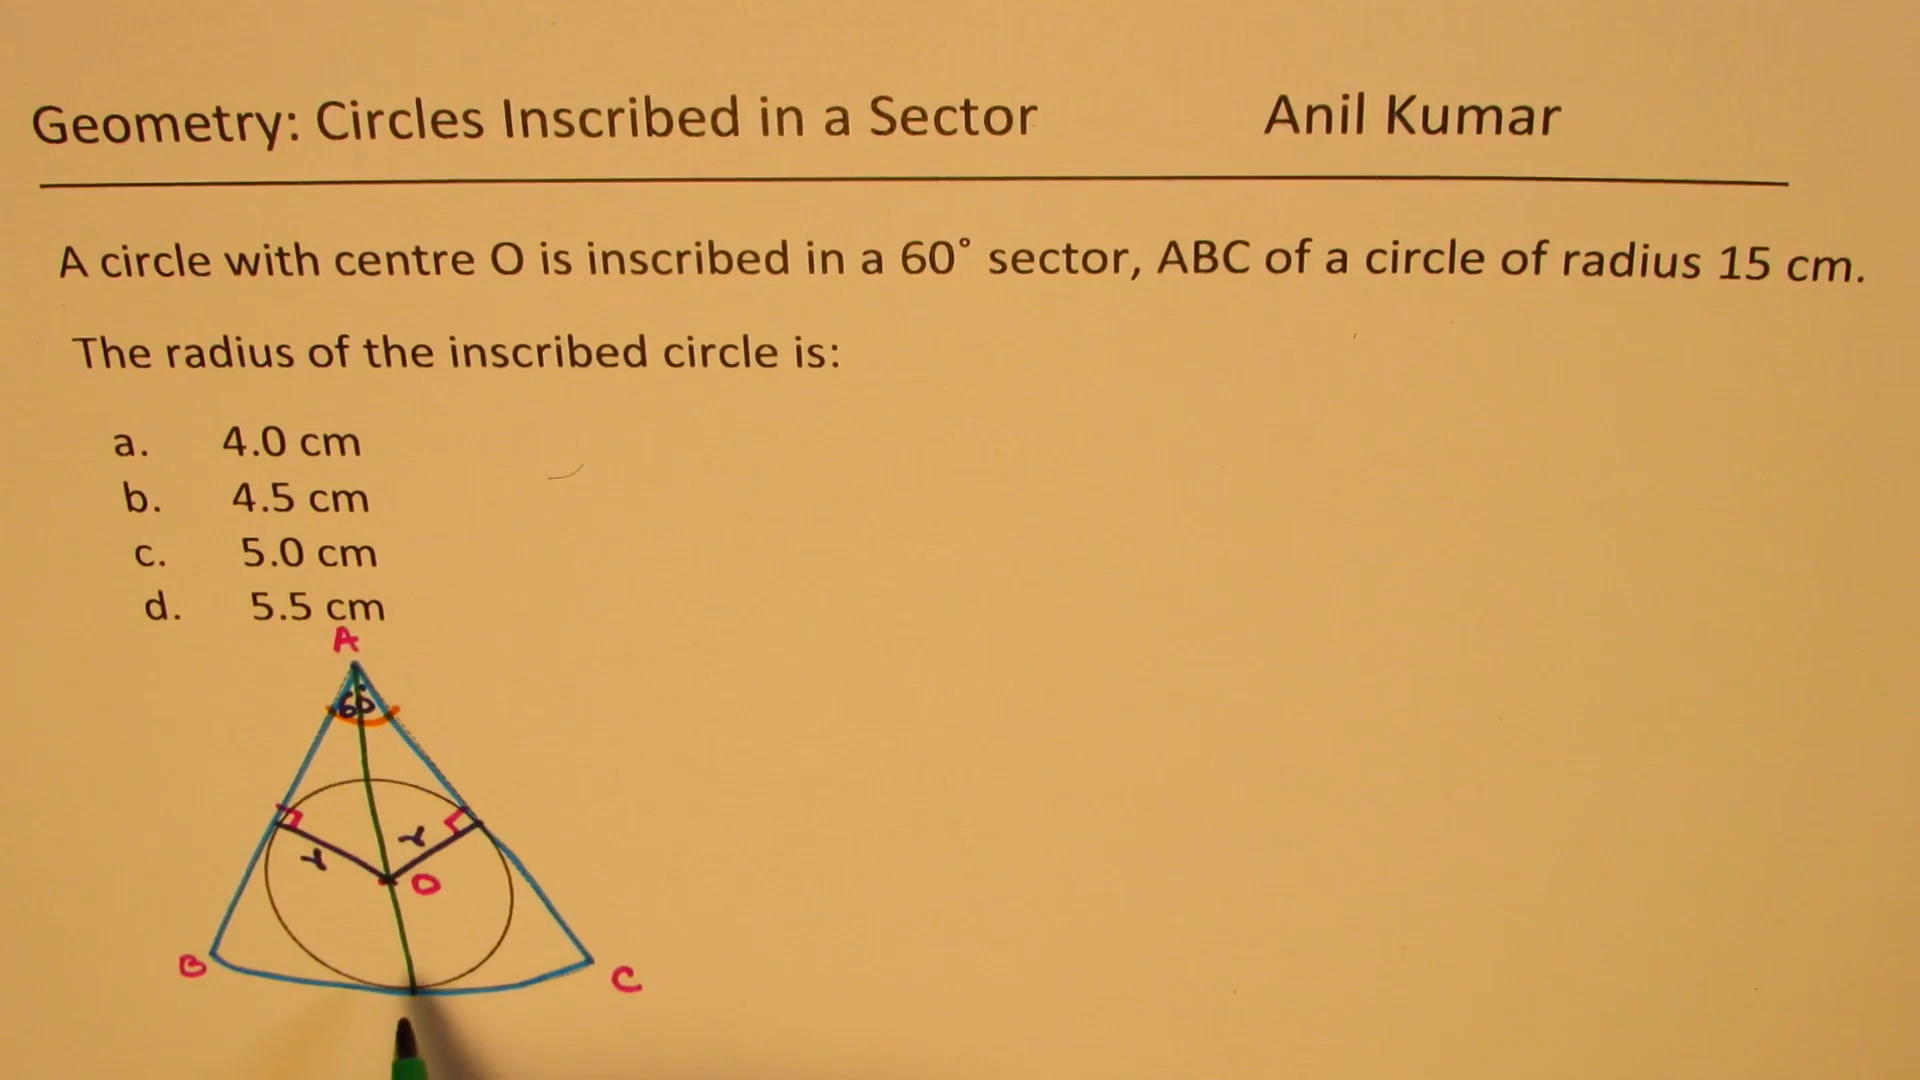 Geometry: Circles Inscribed in a Sector Anil Kumar
A circle with centre O is inscribed in a 60° sector, ABC of a circle of radius 15 cm.
The radius of the inscribed circle is:
a. 4.0 cm
b. 4.5 cm
c. 5.0 cm
d. 5.5 cm
A
60
r r
O
B C